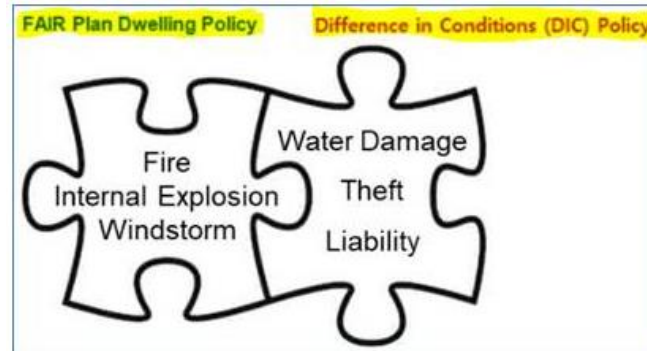 FAIR Plan Dwelling Policy
Difference in Conditions (DIC) Policy
Fire
Internal Explosion
Windstorm
Water Damage
Theft
Liability